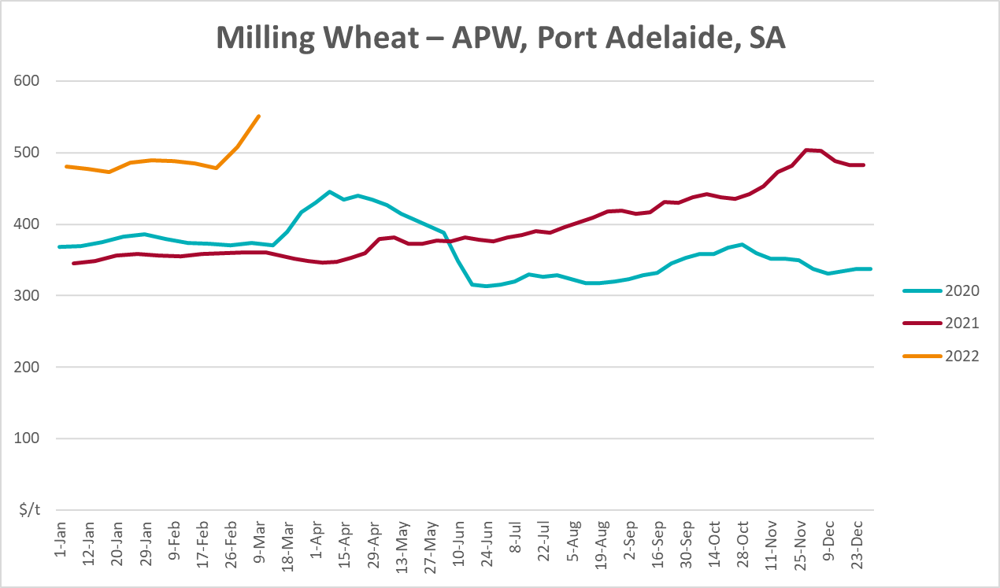 Milling Wheat – APW, Port Adelaide, SA
600
500
400
300
200
100
$/t
1-Jan
12-Jan
20-Jan
29-Jan
9-Feb
17-Feb
26-Feb
9-Mar
18-Mar
1-Apr
15-Apr
29-Apr
13-May
27-May
10-Jun
24-Jun
8-Jul
22-Jul
5-Aug
19-Aug
2-Sep
16-Sep
30-Sep
14-Oct
28-Oct
11-Nov
25-Nov
9-Dec
23-Dec
2020
2021
2022